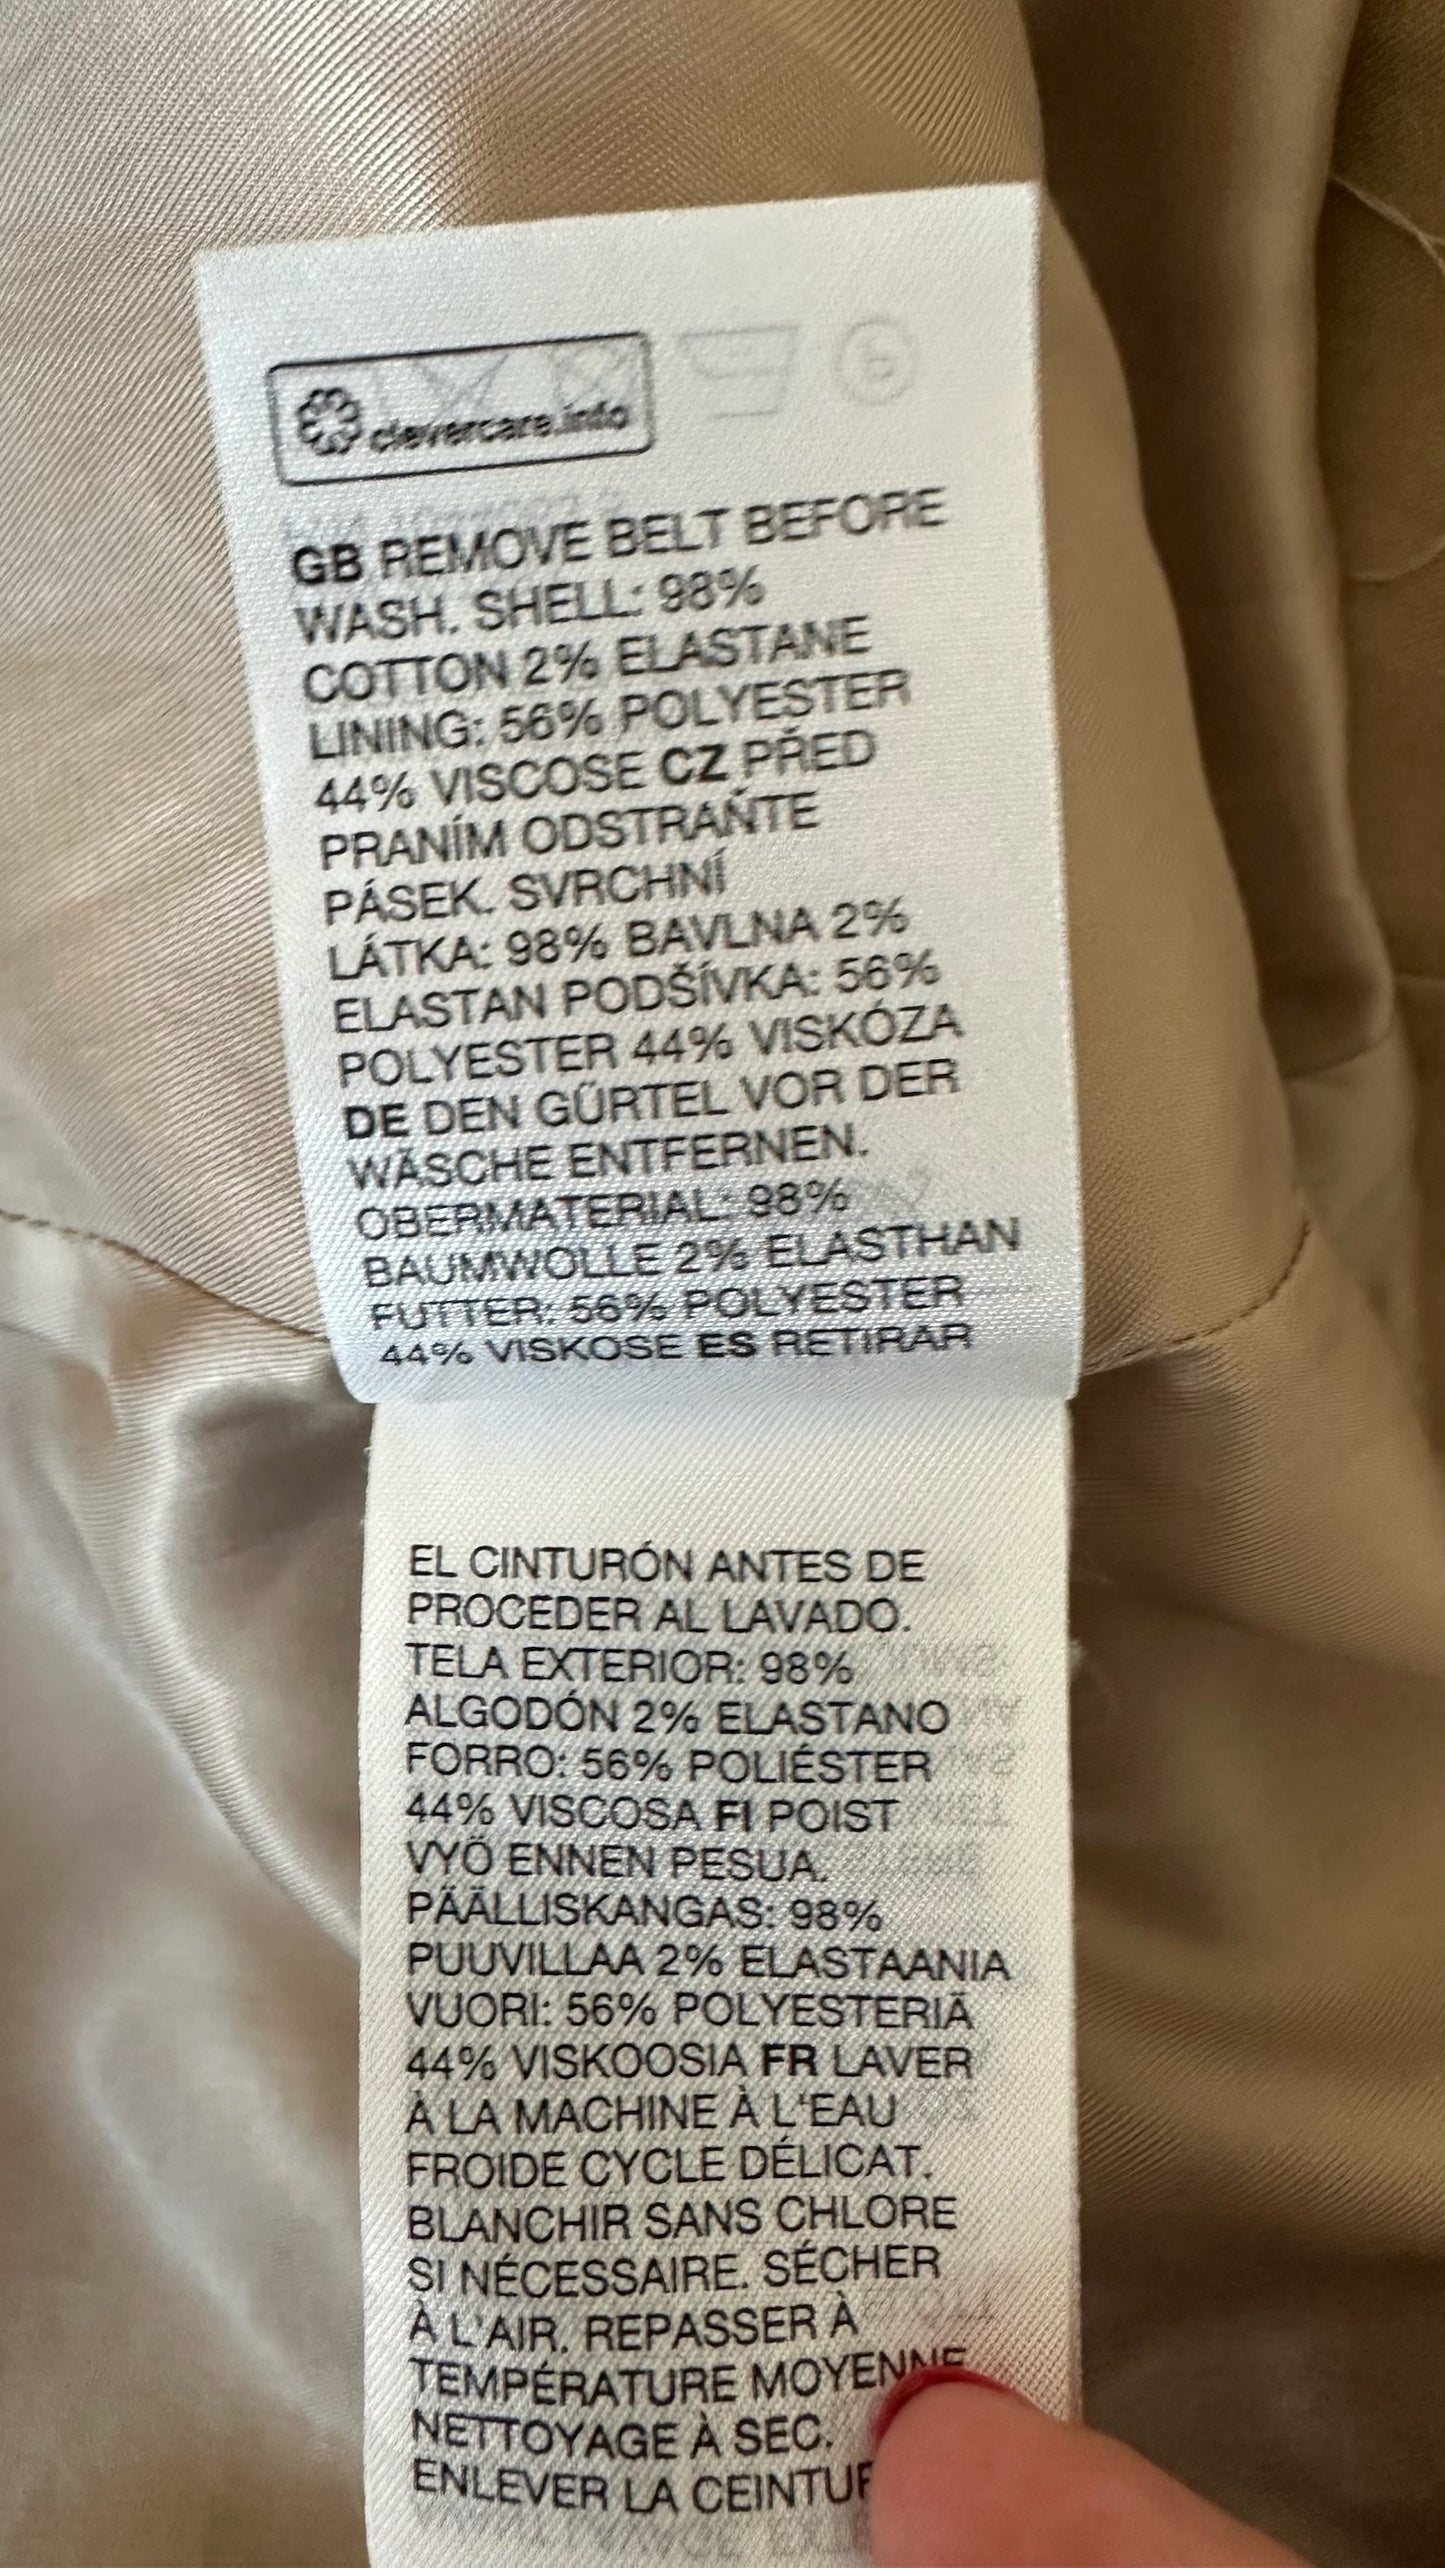 clevercare.info
GB REMOVE BELT BEFORE
WASH. SHELL: 98%
COTTON 2% ELASTANE
LINING: 56% POLYESTER
44% VISCOSE CZ PŘED
PRANÍM ODSTRAŇTE
PÁSEK. SVRCHNÍ
LÁTKA: 98% BAVLNA 2%
ELASTAN PODŠÍVKA: 56%
POLYESTER 44% VISKÓZA
DE DEN GÜRTEL VOR DER
WÄSCHE ENTFERNEN.
OBERMATERIAL: 98%
BAUMWOLLE 2% ELASTHAN
FUTTER: 56% POLYESTER
44% VISKOSE ES RETIRAR
EL CINTURÓN ANTES DE
PROCEDER AL LAVADO.
TELA EXTERIOR: 98%
ALGODÓN 2% ELASTANO
FORRO: 56% POLIÉSTER
44% VISCOSA FI POIST
VYÖ ENNEN PESUA.
PÄÄLLISKANGAS: 98%
PUUVILLAA 2% ELASTAANIA
VUORI: 56% POLYESTERIÄ
44% VISKOOSIA FR LAVER
À LA MACHINE À L'EAU
FROIDE CYCLE DÉLICAT.
BLANCHIR SANS CHLORE
SI NÉCESSAIRE. SÉCHER
À L'AIR. REPASSER À
TEMPÉRATURE MOYENNE
NETTOYAGE À SEC.
ENLEVER LA